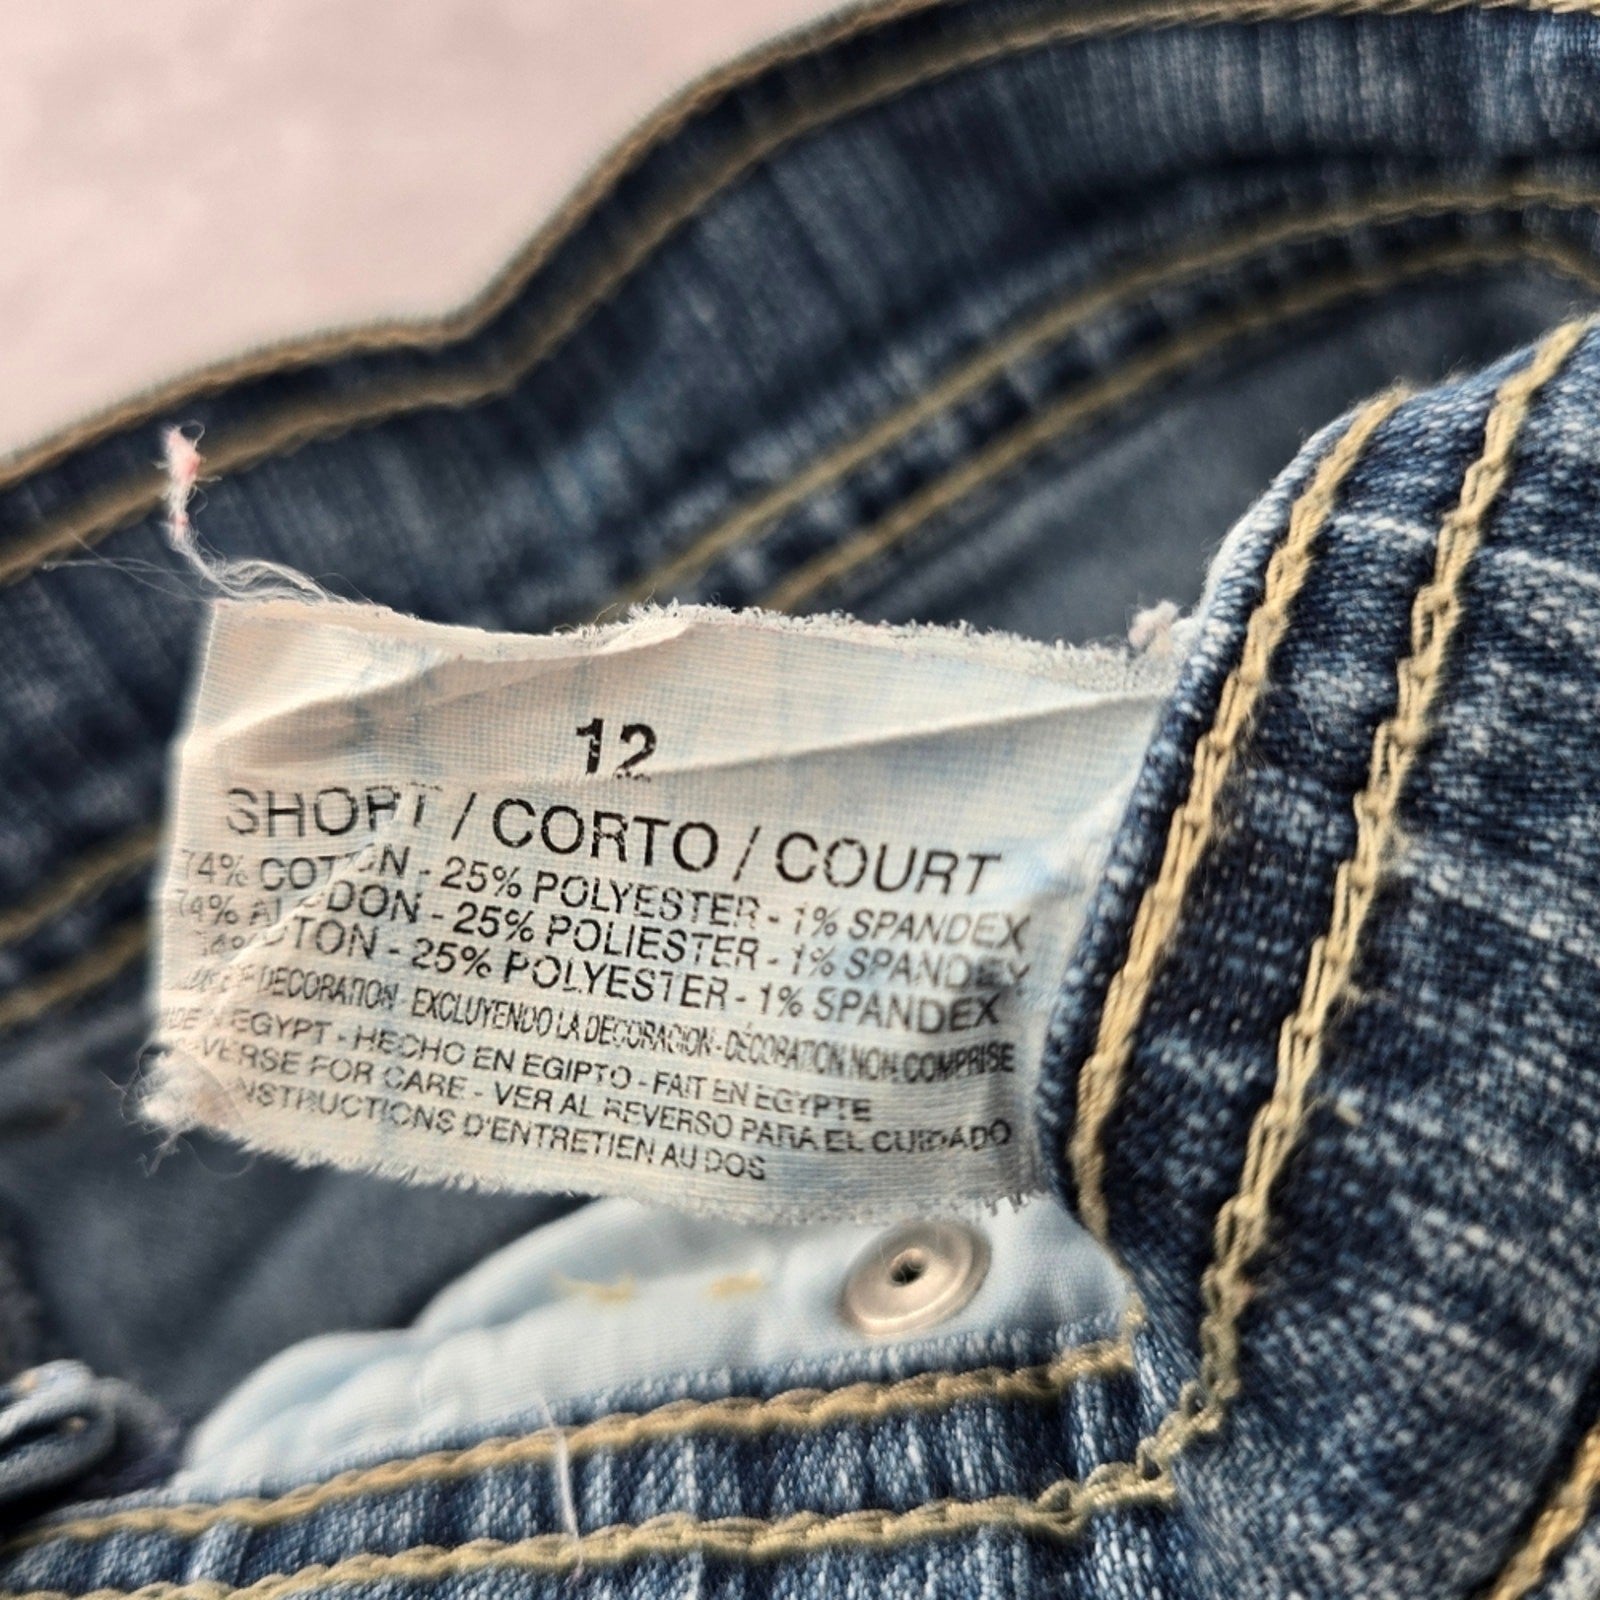 12
SHORT / CORTO / COURT
74% COTTON - 25% POLYESTER - 1% SPANDEX
74% ALGODON - 25% POLIESTER - 1% SPANDEX
25% POLYESTER - 1% SPANDEX
DECORATION - EXCLUYENDO LA DECORACION - DÉCORATION NON COMPRISE
EGYPT - HECHO EN EGIPTO - FAIT EN EGYPTE
FOR CARE - VER AL REVERSO PARA EL CUIDADO
INSTRUCTIONS D'ENTRETIEN AU DOS